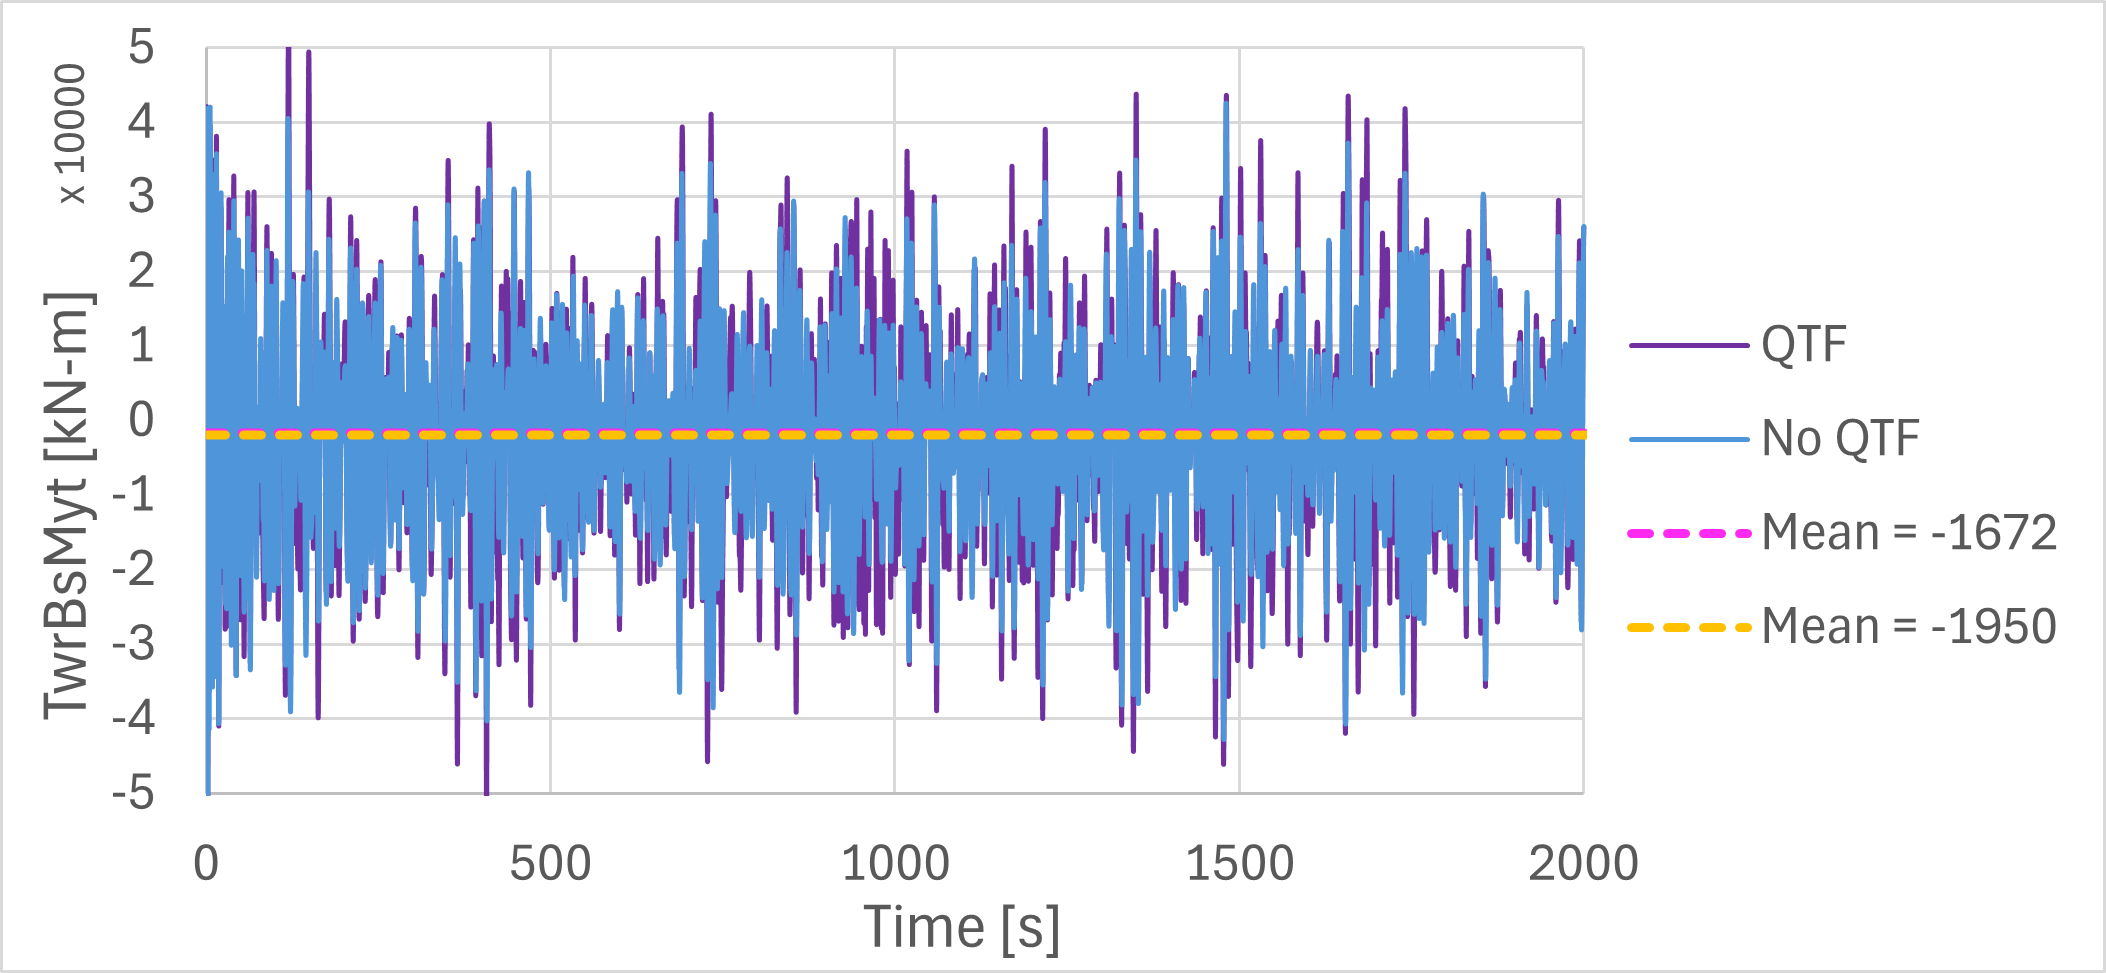 x 10000
TwrBsMyt [kN-m]
5
4
3
2
1
0
-1
-2
-3
-4
-5
0 500 1000 1500 2000
Time [s]
QTF
No QTF
Mean = -1672
Mean = -1950